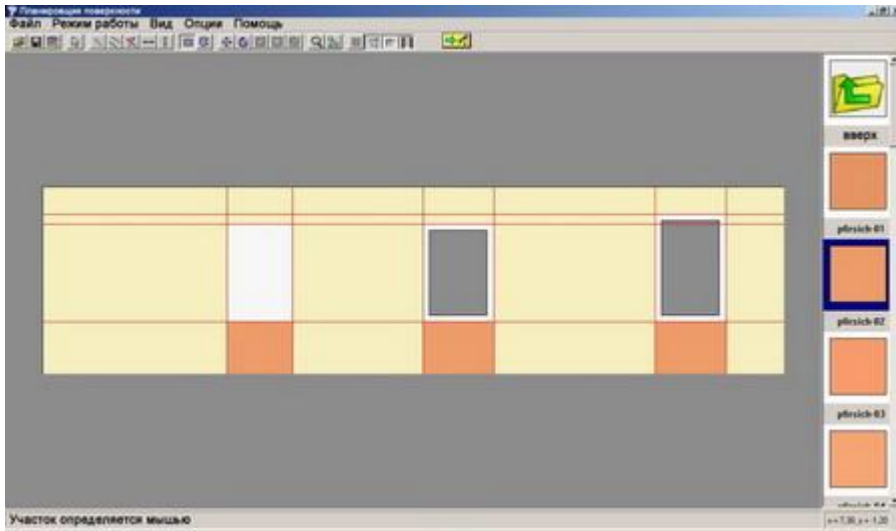 Планировщик поверхности
Файл Режим работы Вид Опции Помощь
вверх
pfirsich-01
pfirsich-02
pfirsich-03
Участок определяется мышью